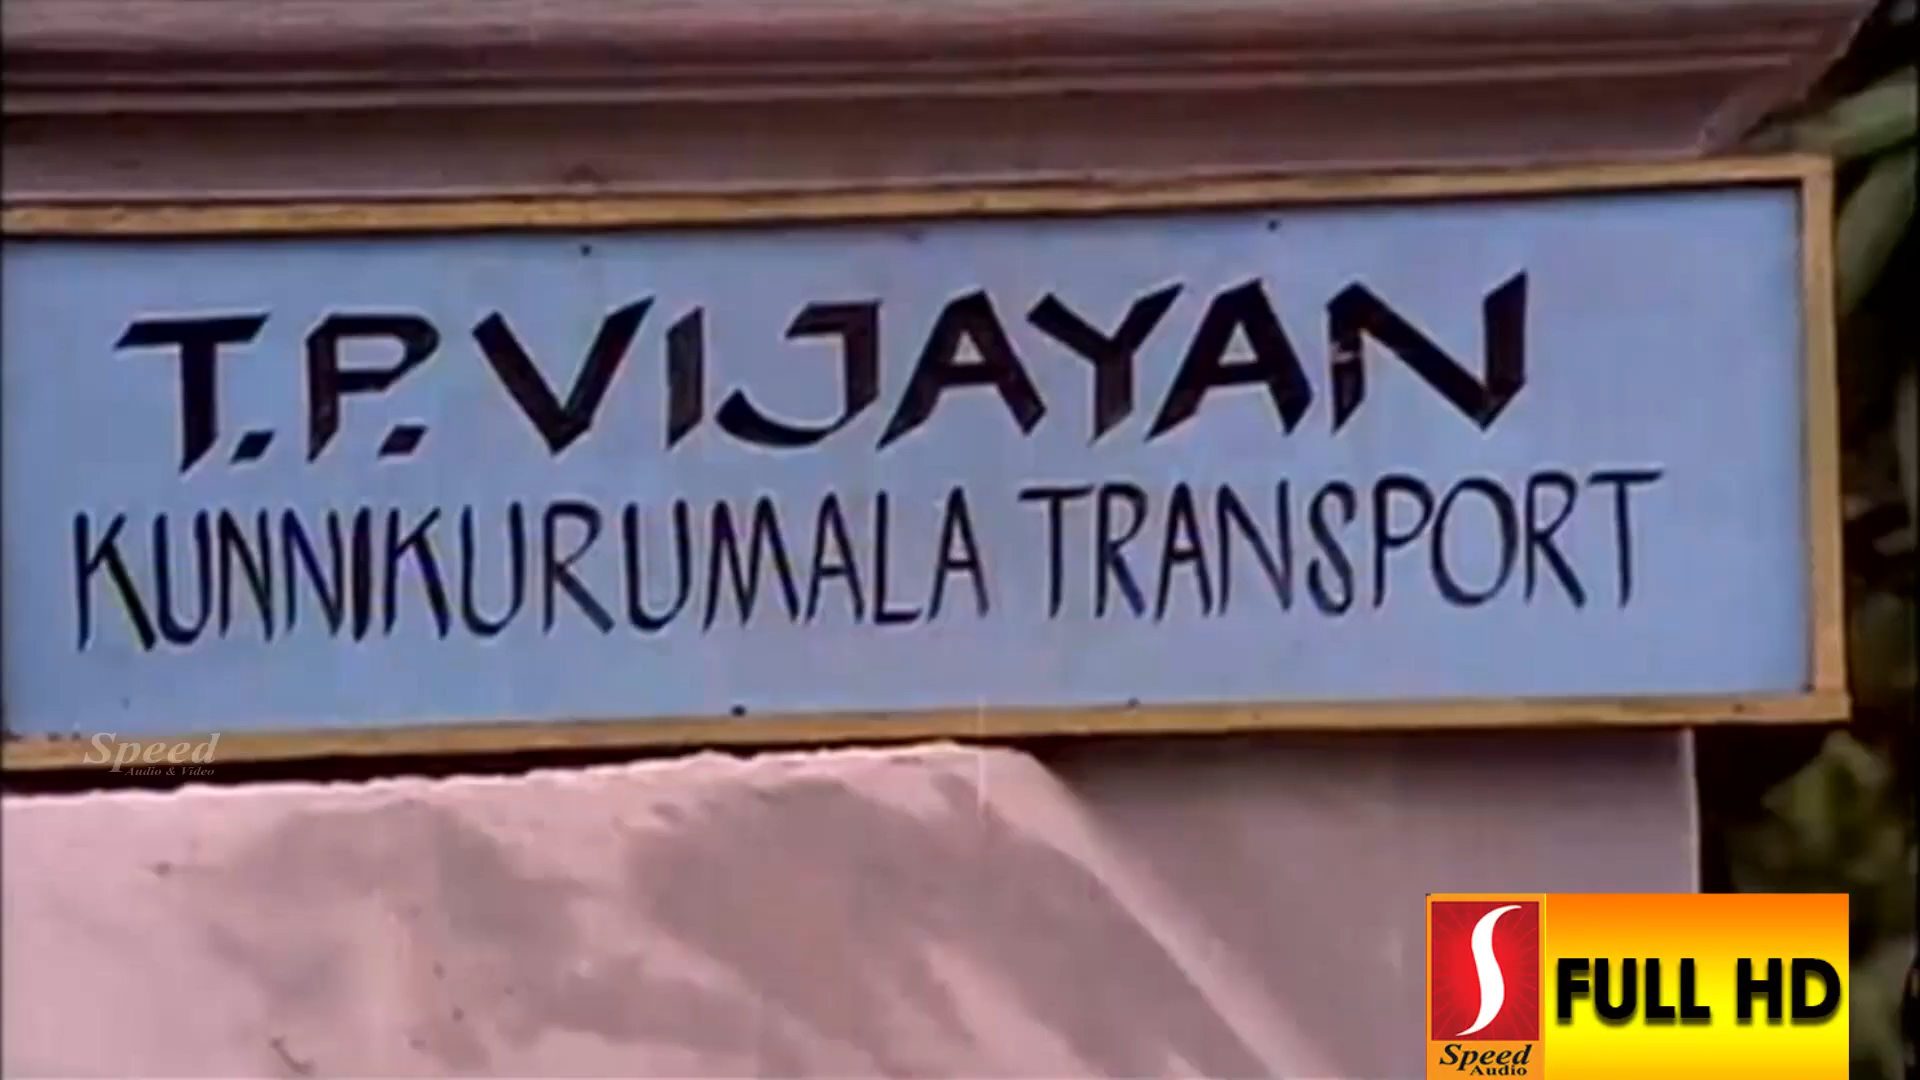 T.P. VIJAYAN
KUNNIKURUMALA TRANSPORT
Speed
Audio & Video
FULL HD
Speed
Audio